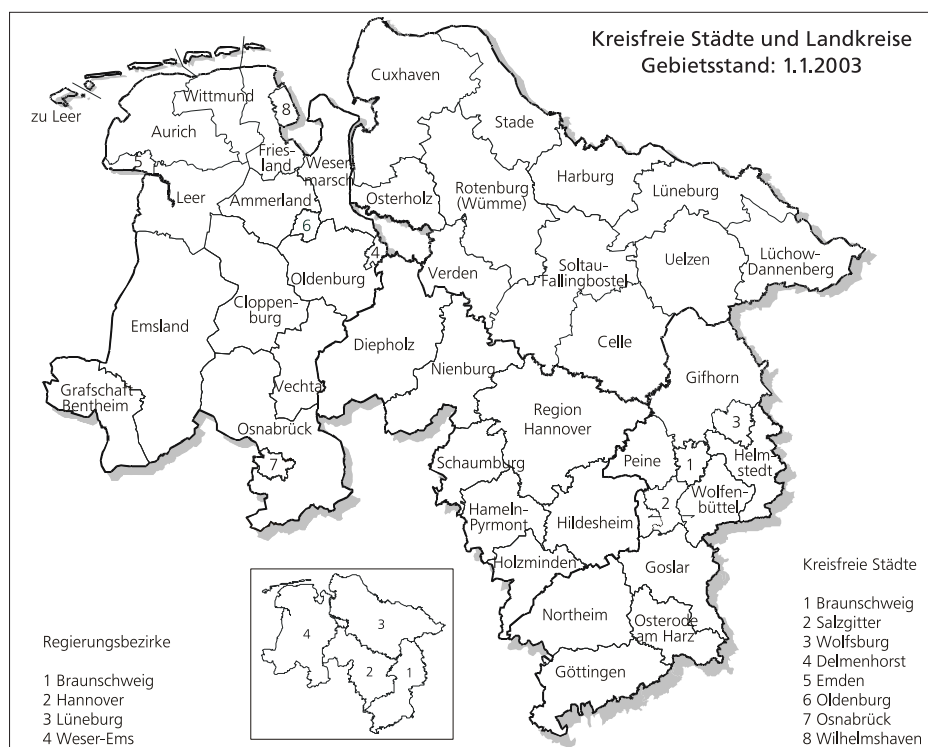 Kreisfreie Städte und Landkreise
Gebietsstand: 1.1.2003
Cuxhaven
Wittmund
8
zu Leer
Stade
Aurich
Fries-
land
Weser-
marsch
Harburg
Lüneburg
Leer
Ammerland
Osterholz
Rotenburg
(Wümme)
6
4
Oldenburg
Verden
Soltau-
Fallingbostel
Uelzen
Lüchow-
Dannenberg
Cloppen-
burg
Emsland
Diepholz
Celle
Nienburg
Gifhorn
Grafschaft
Bentheim
Vechta
Region
Hannover
Osnabrück
3
7
Schaumburg
Peine
1
Helm-
stedt
2
Wolfen-
büttel
Hameln-
Pyrmont
Hildesheim
Holzminden
Goslar
Northeim
Osterode
am Harz
Göttingen
4
3
2
1
Regierungsbezirke
1 Braunschweig
2 Hannover
3 Lüneburg
4 Weser-Ems
Kreisfreie Städte
1 Braunschweig
2 Salzgitter
3 Wolfsburg
4 Delmenhorst
5 Emden
6 Oldenburg
7 Osnabrück
8 Wilhelmshaven